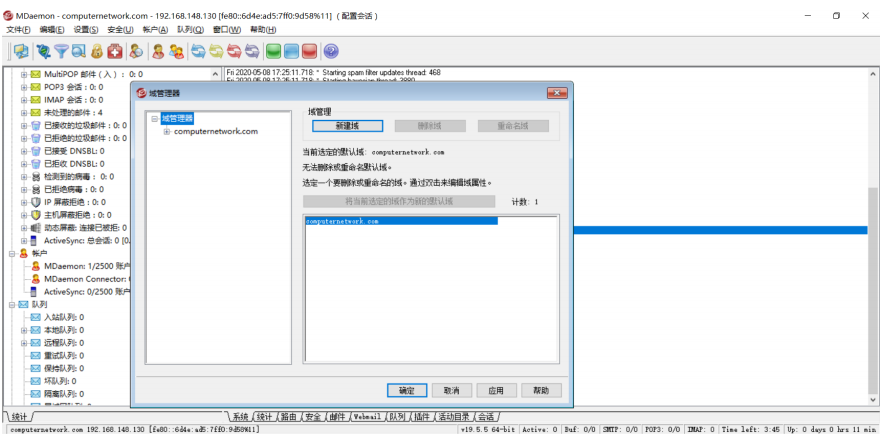 MDaemon - computernetwork.com - 192.168.148.130 [fe80::6d4e:ad5:7ff0:9d58%11] （配置会话）
文件(F) 编辑(E) 设置(S) 安全(U) 帐户(A) 队列(Q) 窗口(W) 帮助(H)
MultiPOP 邮件（入）: 0: 0
POP3 会话：0: 0
IMAP 会话：0: 0
未处理的邮件：4
已接收的垃圾邮件：0: 0
已拒绝的垃圾邮件：0: 0
已接受 DNSBL: 0
已拒收 DNSBL: 0
检测到的病毒：0: 0
已拒绝病毒：0: 0
IP 屏蔽拒绝：0: 0
主机屏蔽拒绝：0: 0
动态屏蔽: 连接已被拒: 0
ActiveSync: 总会话: 0 [0.
帐户
MDaemon: 1/2500 账户
MDaemon Connector:
ActiveSync: 0/2500 账户
队列
入站队列: 0
本地队列: 0
远程队列: 0
重试队列: 0
保持队列: 0
坏队列: 0
隔离队列: 0
Fri 2020-05-08 17:25:11.718: * Starting spam filter updates thread: 468
Fri 2020-05-08 17:25:11.718: * Starting bayesian thread: 3880
域管理器
域管理器
computernetwork.com
域管理
新建域 删除域 重命名域
当前选定的默认域: computernetwork.com
无法删除或重命名默认域。
选定一个要删除或重命名的域。通过双击来编辑域属性。
将当前选定的域作为新的默认域 计数: 1
computernetwork.com
确定 取消 应用 帮助
统计
系统 统计 路由 安全 邮件 Webmail 队列 插件 活动目录 会话
computernetwork.com 192.168.148.130 [fe80::6d4e:ad5:7ff0:9d58%11]
v19.5.5 64-bit Active: 0 Buf: 0/0 SMTP: 0/0 POP3: 0/0 IMAP: 0 Time left: 3:45 Up: 0 days 0 hrs 11 min